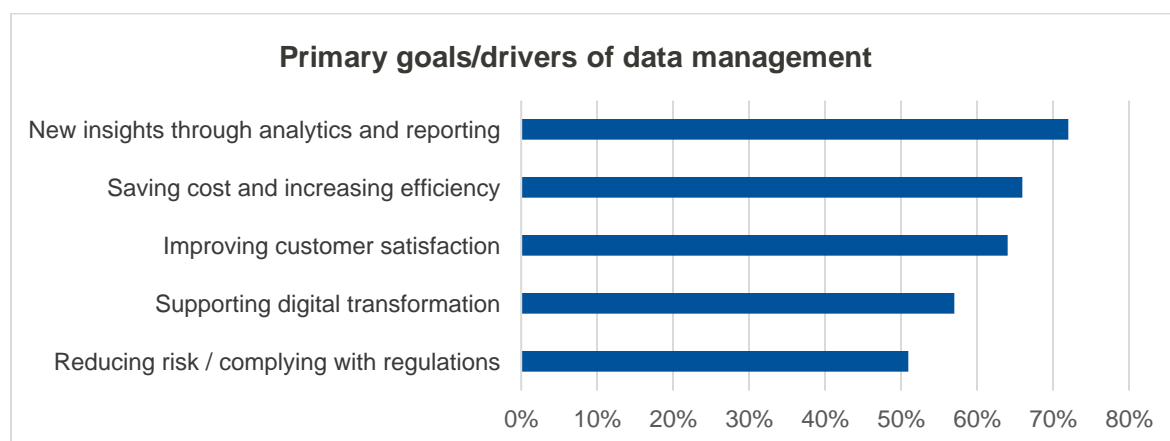 Primary goals/drivers of data management
New insights through analytics and reporting
Saving cost and increasing efficiency
Improving customer satisfaction
Supporting digital transformation
Reducing risk / complying with regulations
0% 10% 20% 30% 40% 50% 60% 70% 80%